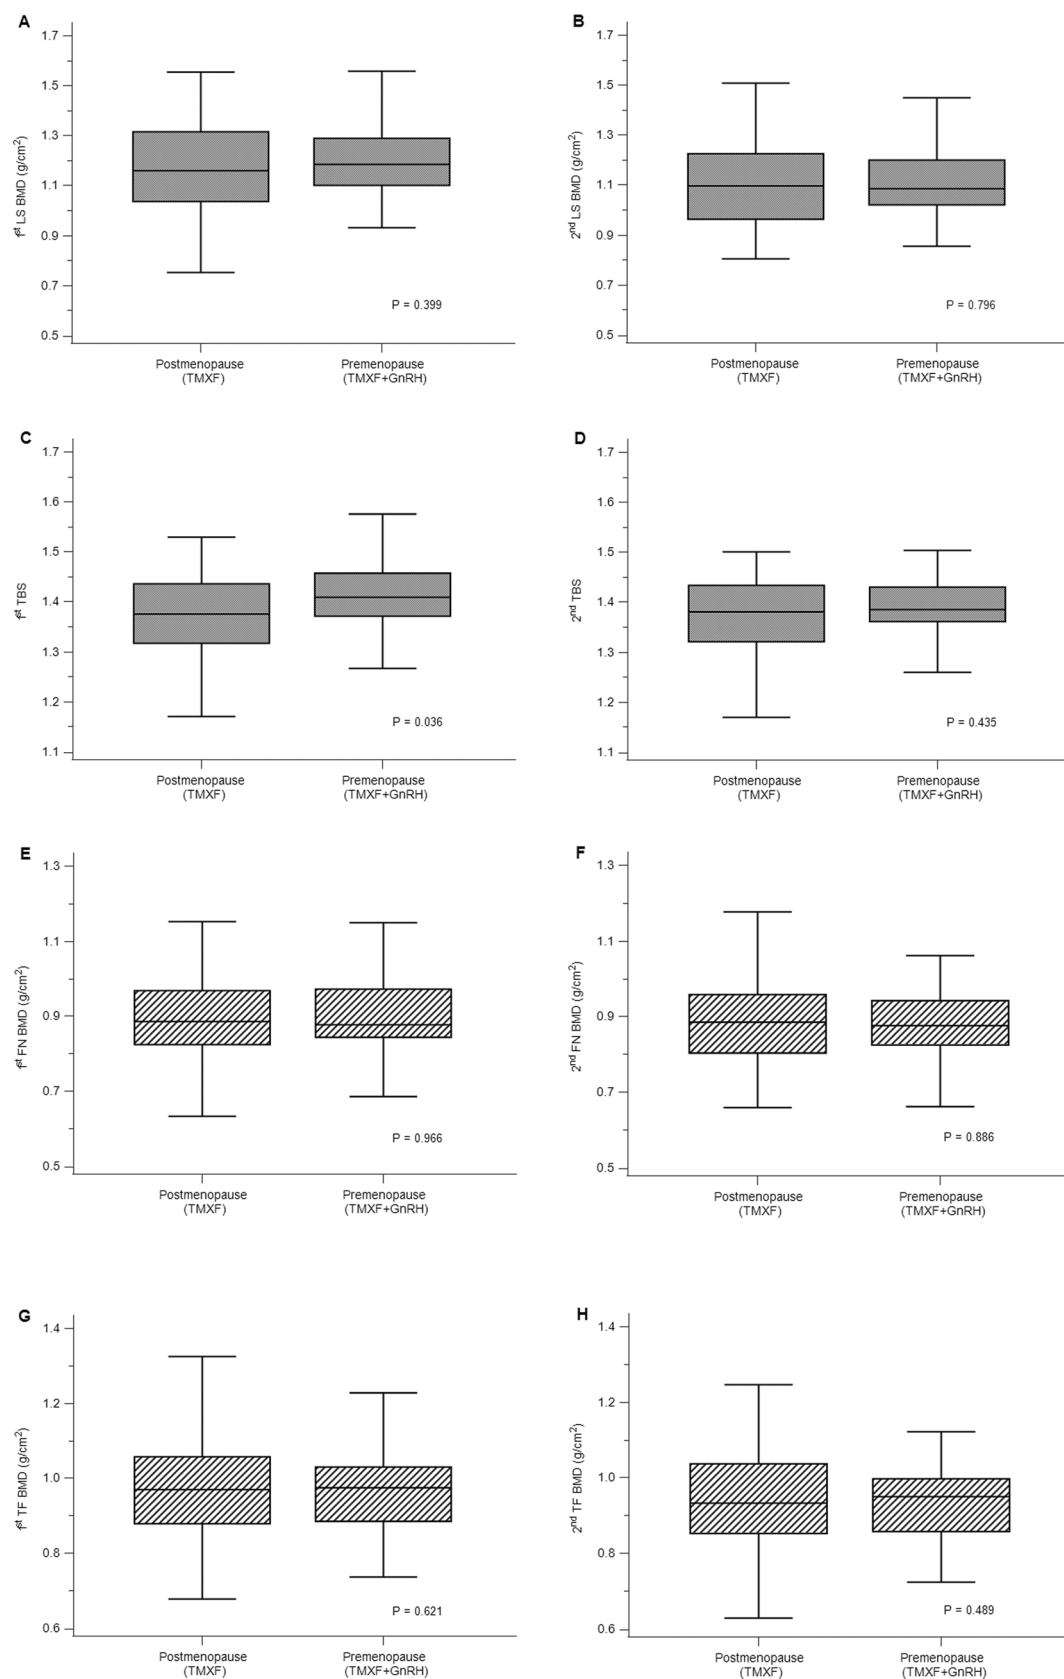 A
1.7
1.5
1.3
1.1
0.9
0.7
0.5
fst LS BMD (g/cm2)
P = 0.399
Postmenopause
(TMXF)
Premenopause
(TMXF+GnRH)
B
1.7
1.5
1.3
1.1
0.9
0.7
0.5
2nd LS BMD (g/cm2)
P = 0.796
Postmenopause
(TMXF)
Premenopause
(TMXF+GnRH)
C
1.7
1.6
1.5
1.4
1.3
1.2
1.1
fst TBS
P = 0.036
Postmenopause
(TMXF)
Premenopause
(TMXF+GnRH)
D
1.7
1.6
1.5
1.4
1.3
1.2
1.1
2nd TBS
P = 0.435
Postmenopause
(TMXF)
Premenopause
(TMXF+GnRH)
E
1.3
1.1
0.9
0.7
0.5
fst FN BMD (g/cm2)
P = 0.966
Postmenopause
(TMXF)
Premenopause
(TMXF+GnRH)
F
1.3
1.1
0.9
0.7
0.5
2nd FN BMD (g/cm2)
P = 0.886
Postmenopause
(TMXF)
Premenopause
(TMXF+GnRH)
G
1.4
1.2
1.0
0.8
0.6
fst TF BMD (g/cm2)
P = 0.621
Postmenopause
(TMXF)
Premenopause
(TMXF+GnRH)
H
1.4
1.2
1.0
0.8
0.6
2nd TF BMD (g/cm2)
P = 0.489
Postmenopause
(TMXF)
Premenopause
(TMXF+GnRH)